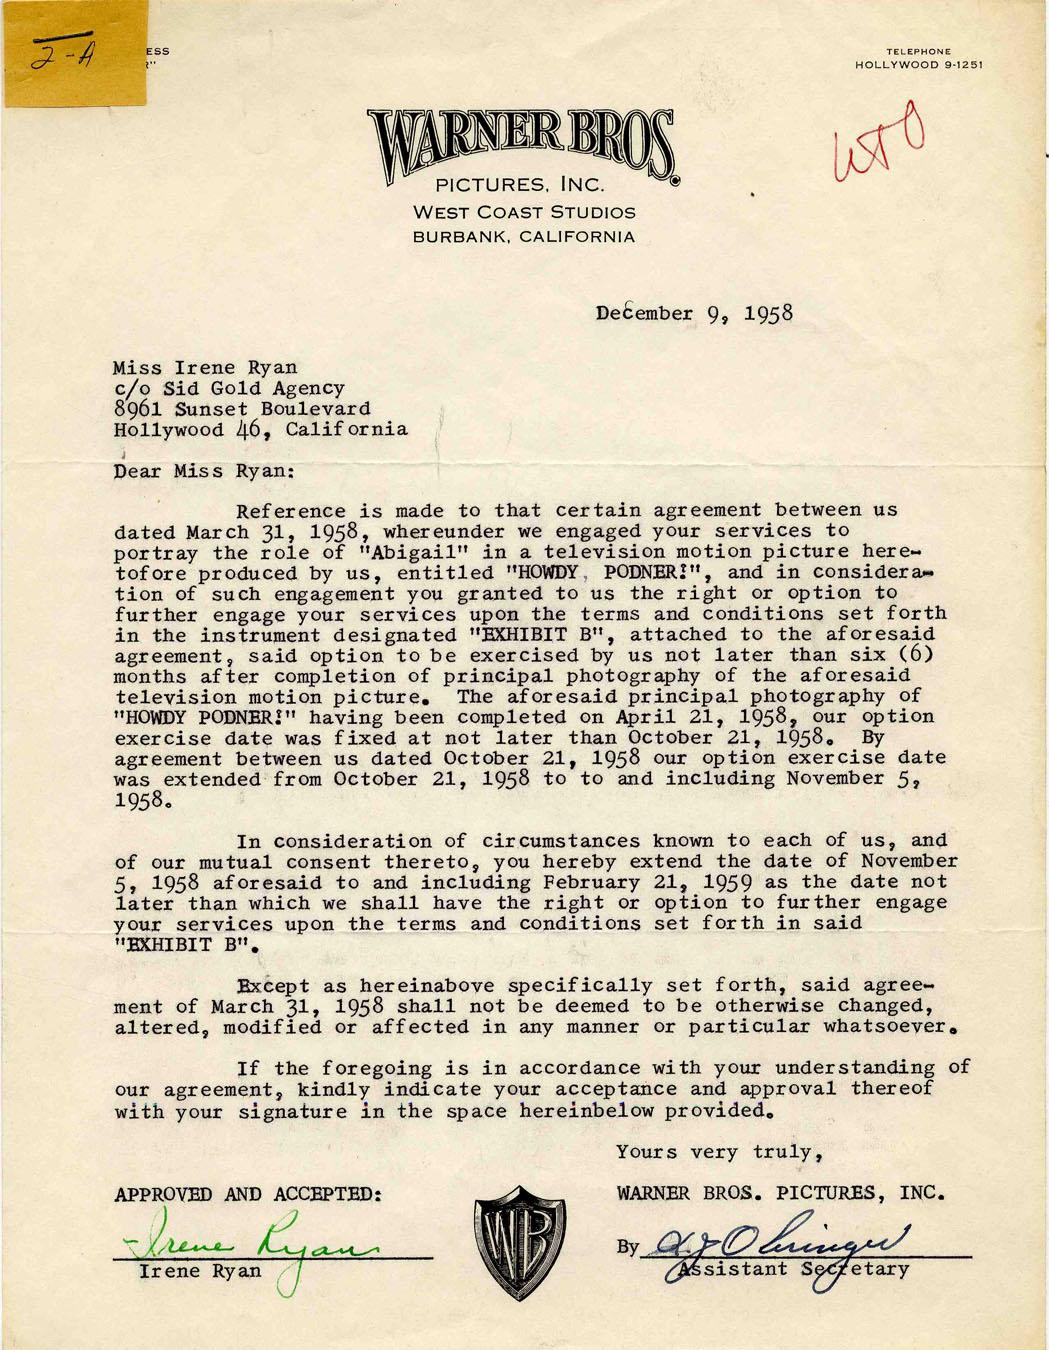 2-A
ESS
R"
TELEPHONE
HOLLYWOOD 9-1251
WARNER BROS.
PICTURES, INC.
WEST COAST STUDIOS
BURBANK, CALIFORNIA
December 9, 1958
Miss Irene Ryan
c/o Sid Gold Agency
8961 Sunset Boulevard
Hollywood 46, California
Dear Miss Ryan:
Reference is made to that certain agreement between us
dated March 31, 1958, whereunder we engaged your services to
portray the role of "Abigail" in a television motion picture here-
tofore produced by us, entitled "HOWDY, PODNER!", and in considera-
tion of such engagement you granted to us the right or option to
further engage your services upon the terms and conditions set forth
in the instrument designated "EXHIBIT B", attached to the aforesaid
agreement, said option to be exercised by us not later than six (6)
months after completion of principal photography of the aforesaid
television motion picture. The aforesaid principal photography of
"HOWDY PODNER!" having been completed on April 21, 1958, our option
exercise date was fixed at not later than October 21, 1958. By
agreement between us dated October 21, 1958 our option exercise date
was extended from October 21, 1958 to to and including November 5,
1958.
In consideration of circumstances known to each of us, and
of our mutual consent thereto, you hereby extend the date of November
5, 1958 aforesaid to and including February 21, 1959 as the date not
later than which we shall have the right or option to further engage
your services upon the terms and conditions set forth in said
"EXHIBIT B".
Except as hereinabove specifically set forth, said agree-
ment of March 31, 1958 shall not be deemed to be otherwise changed,
altered, modified or affected in any manner or particular whatsoever.
If the foregoing is in accordance with your understanding of
our agreement, kindly indicate your acceptance and approval thereof
with your signature in the space hereinbelow provided.
Yours very truly,
APPROVED AND ACCEPTED:
WARNER BROS. PICTURES, INC.
Irene Ryan
WB
By
Irene Ryan
Assistant Secretary